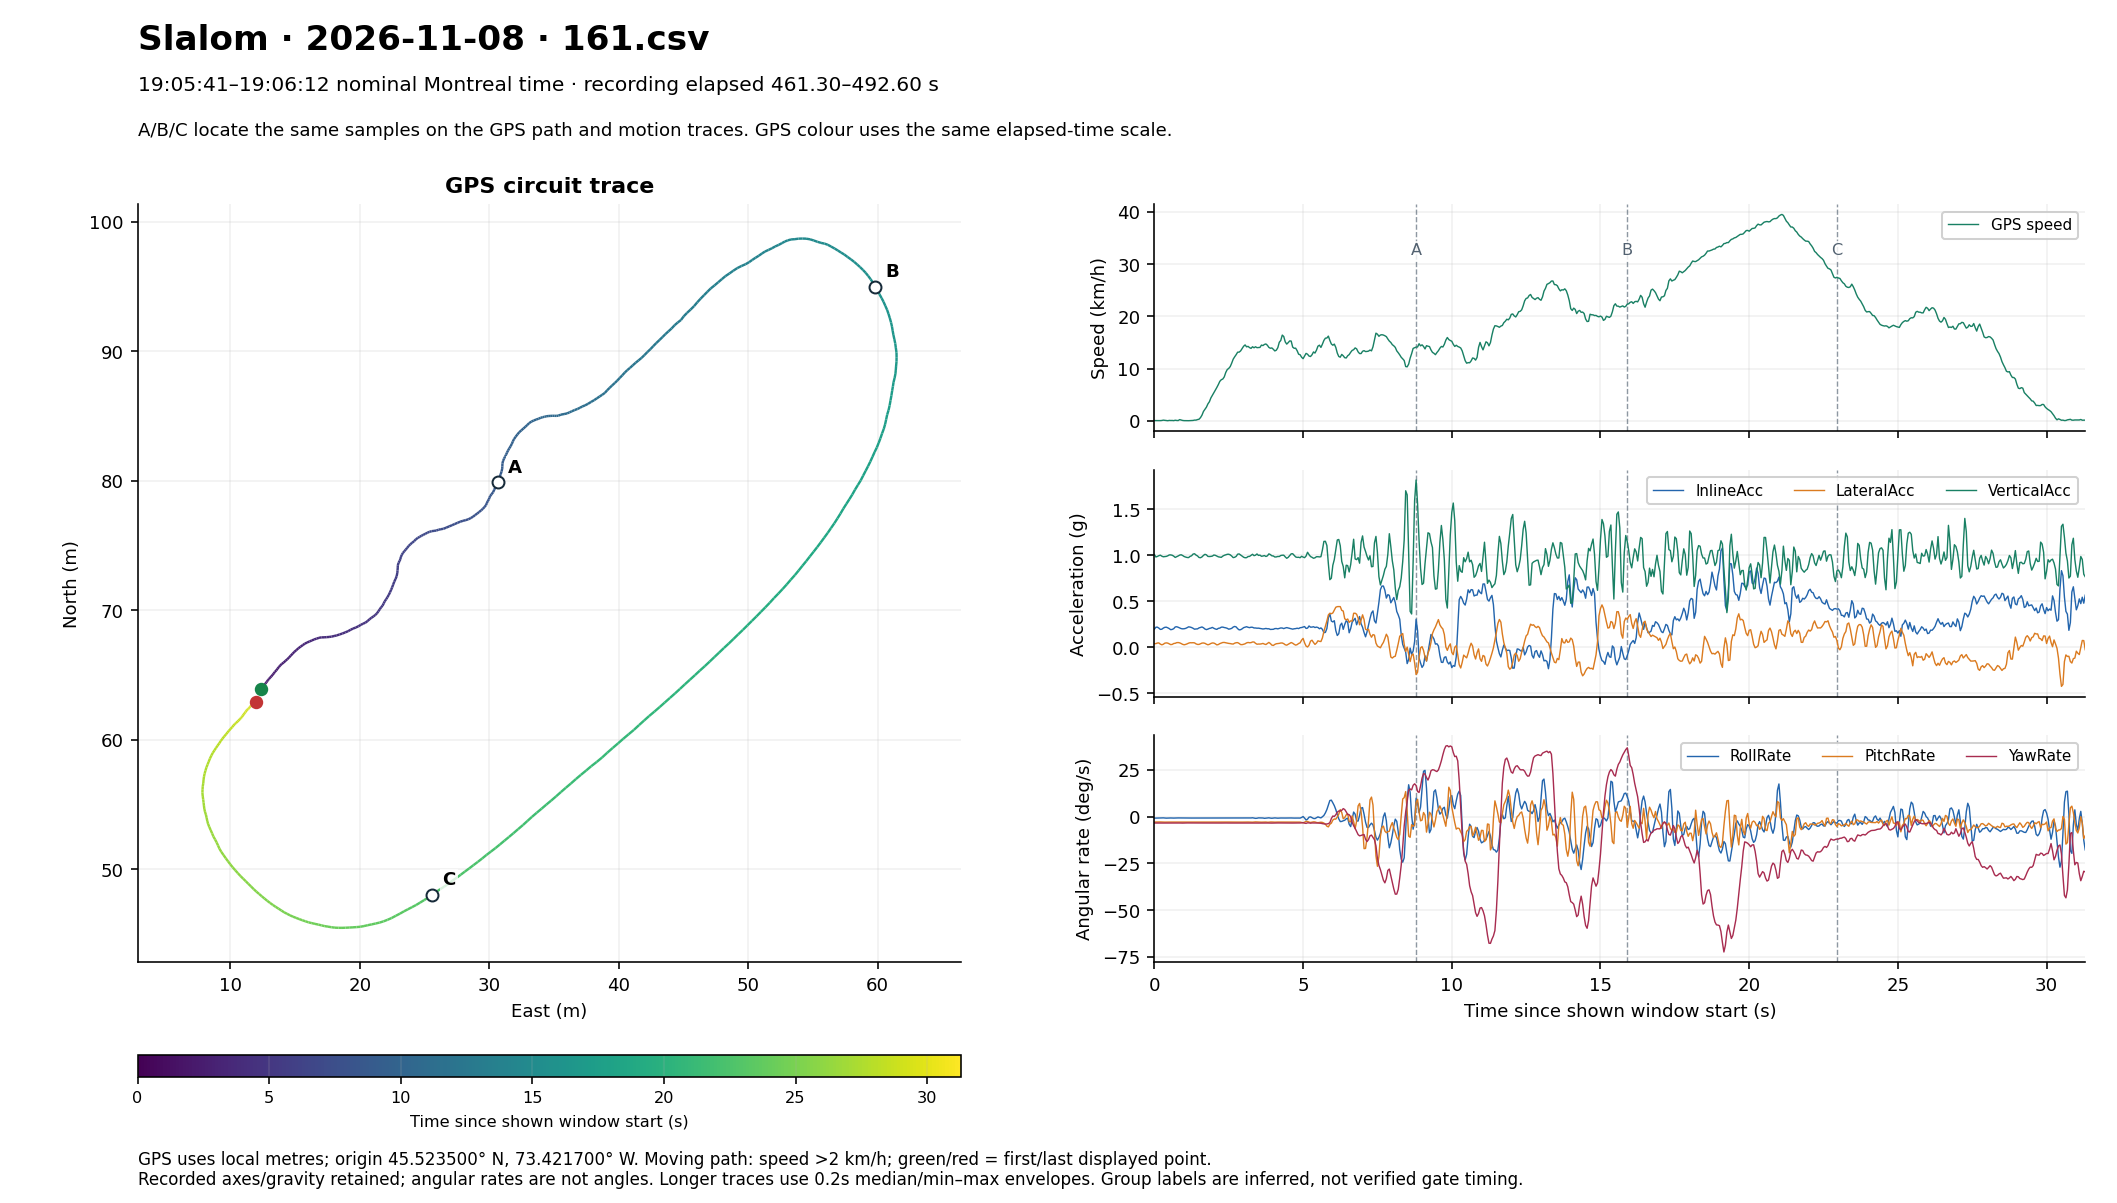 Slalom · 2026-11-08 · 161.csv
19:05:41–19:06:12 nominal Montreal time · recording elapsed 461.30–492.60 s
A/B/C locate the same samples on the GPS path and motion traces. GPS colour uses the same elapsed-time scale.
GPS circuit trace
100
90
80
70
60
50
North (m)
A
B
C
10
20
30
40
50
60
East (m)
0
5
10
15
20
25
30
Time since shown window start (s)
40
30
20
10
0
Speed (km/h)
A
B
C
GPS speed
1.5
1.0
0.5
0.0
−0.5
Acceleration (g)
InlineAcc
LateralAcc
VerticalAcc
25
0
−25
−50
−75
Angular rate (deg/s)
RollRate
PitchRate
YawRate
0
5
10
15
20
25
30
Time since shown window start (s)
GPS uses local metres; origin 45.523500° N, 73.421700° W. Moving path: speed >2 km/h; green/red = first/last displayed point.
Recorded axes/gravity retained; angular rates are not angles. Longer traces use 0.2s median/min–max envelopes. Group labels are inferred, not verified gate timing.